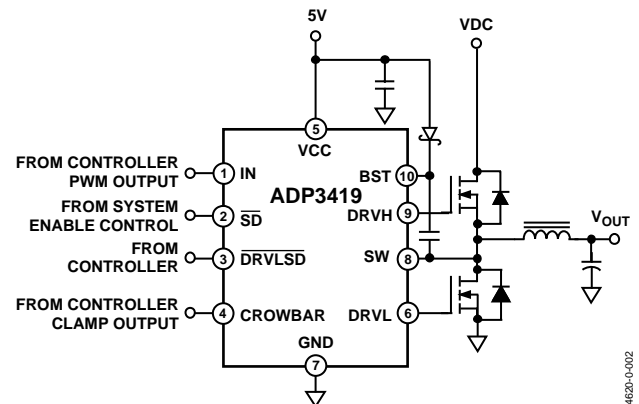 5V
VDC
5
VCC
FROM CONTROLLER
PWM OUTPUT
1
IN
BST
10
ADP3419
FROM SYSTEM
ENABLE CONTROL
2
SD
DRVH
9
VOUT
FROM
CONTROLLER
3
DRVLSD
SW
8
FROM CONTROLLER
CLAMP OUTPUT
4
CROWBAR
DRVL
6
GND
7
4620-0-002